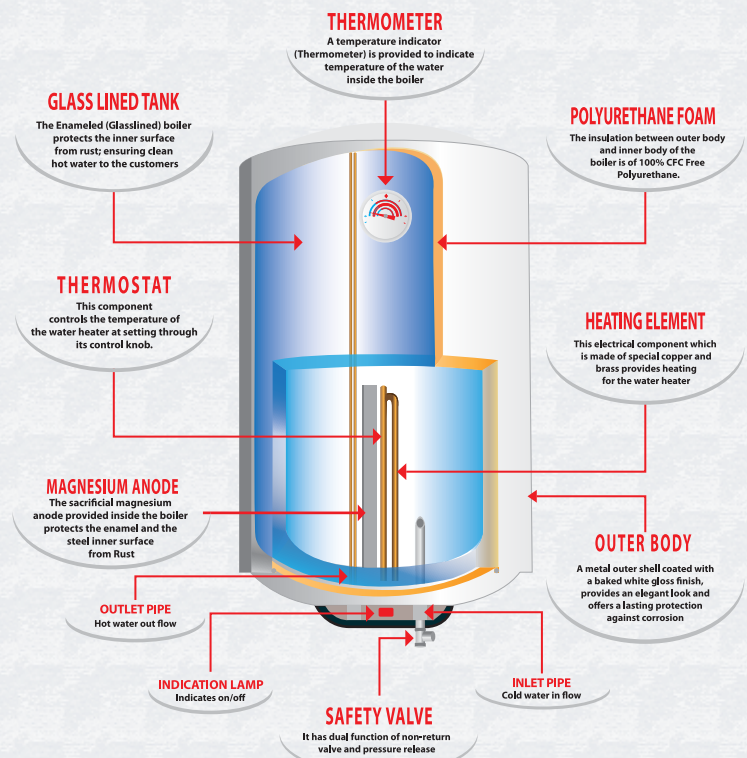 THERMOMETER
A temperature indicator
(Thermometer) is provided to indicate
temperature of the water
inside the boiler
GLASS LINED TANK
The Enameled (Glasslined) boiler
protects the inner surface
from rust; ensuring clean
hot water to the customers
POLYURETHANE FOAM
The insulation between outer body
and inner body of the
boiler is of 100% CFC Free
Polyurethane.
THERMOSTAT
This component
controls the temperature of
the water heater at setting through
its control knob.
HEATING ELEMENT
This electrical component which
is made of special copper and
brass provides heating
for the water heater
MAGNESIUM ANODE
The sacrificial magnesium
anode provided inside the boiler
protects the enamel and the
steel inner surface
from Rust
OUTER BODY
A metal outer shell coated with
a baked white gloss finish,
provides an elegant look and
offers a lasting protection
against corrosion
OUTLET PIPE
Hot water out flow
INDICATION LAMP
Indicates on/off
INLET PIPE
Cold water in flow
SAFETY VALVE
It has dual function of non-return
valve and pressure release